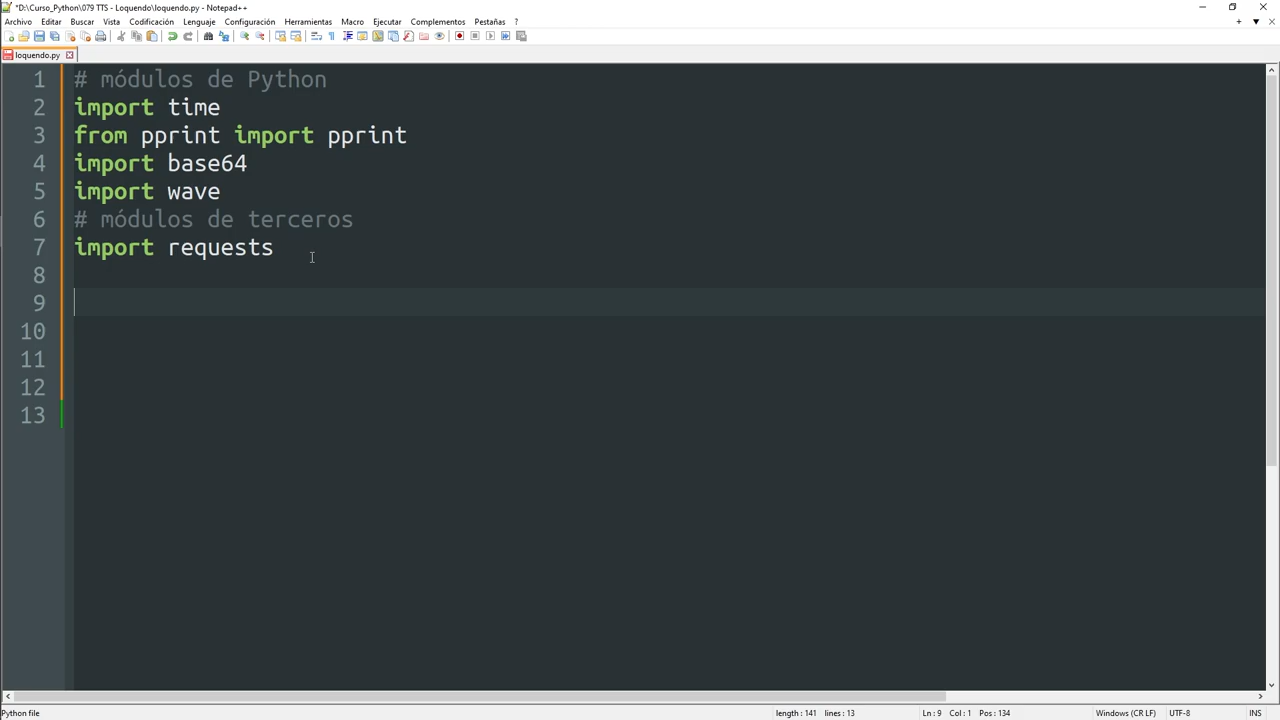 *D:\Curso_Python\079 TTS - Loquendo\loquendo.py - Notepad++
Archivo Editar Buscar Vista Codificación Lenguaje Configuración Herramientas Macro Ejecutar Complementos Pestañas ?
loquendo.py
1 # módulos de Python
2 import time
3 from pprint import pprint
4 import base64
5 import wave
6 # módulos de terceros
7 import requests
8
9
10
11
12
13
Python file length : 141 lines : 13 Ln : 9 Col : 1 Pos : 134 Windows (CR LF) UTF-8 INS